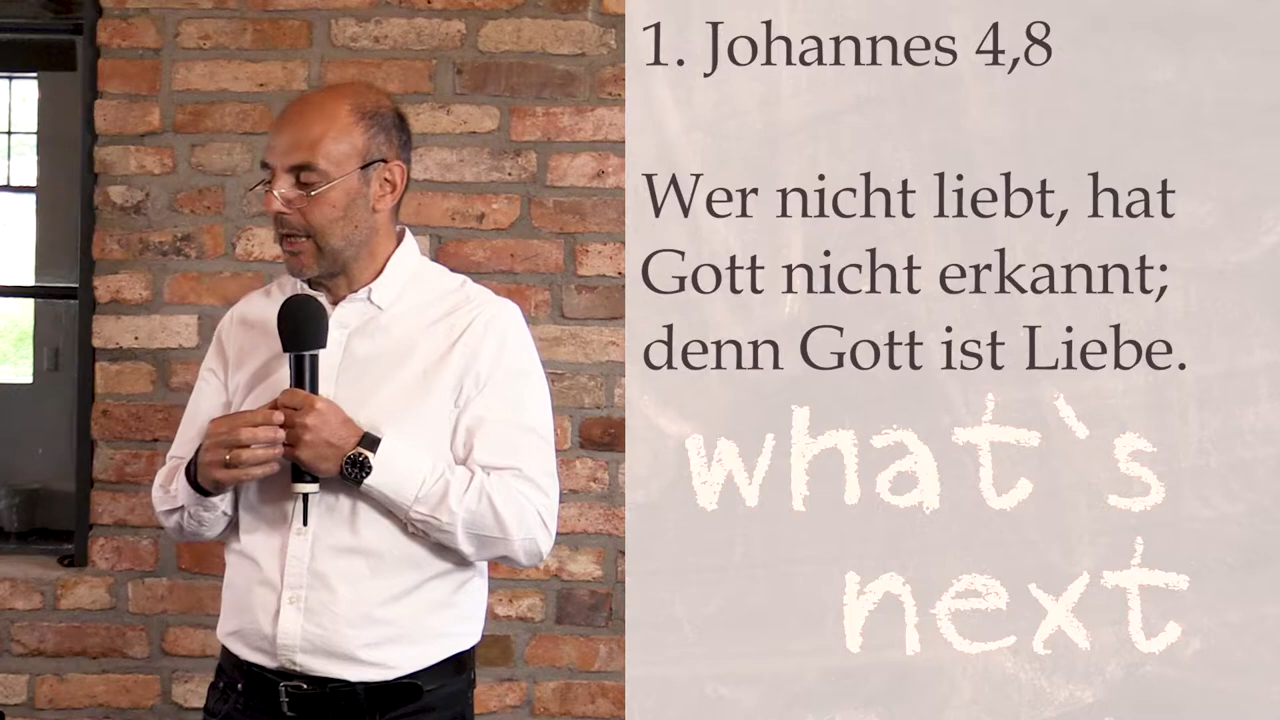 1. Johannes 4,8
Wer nicht liebt, hat
Gott nicht erkannt;
denn Gott ist Liebe.
what`s
next